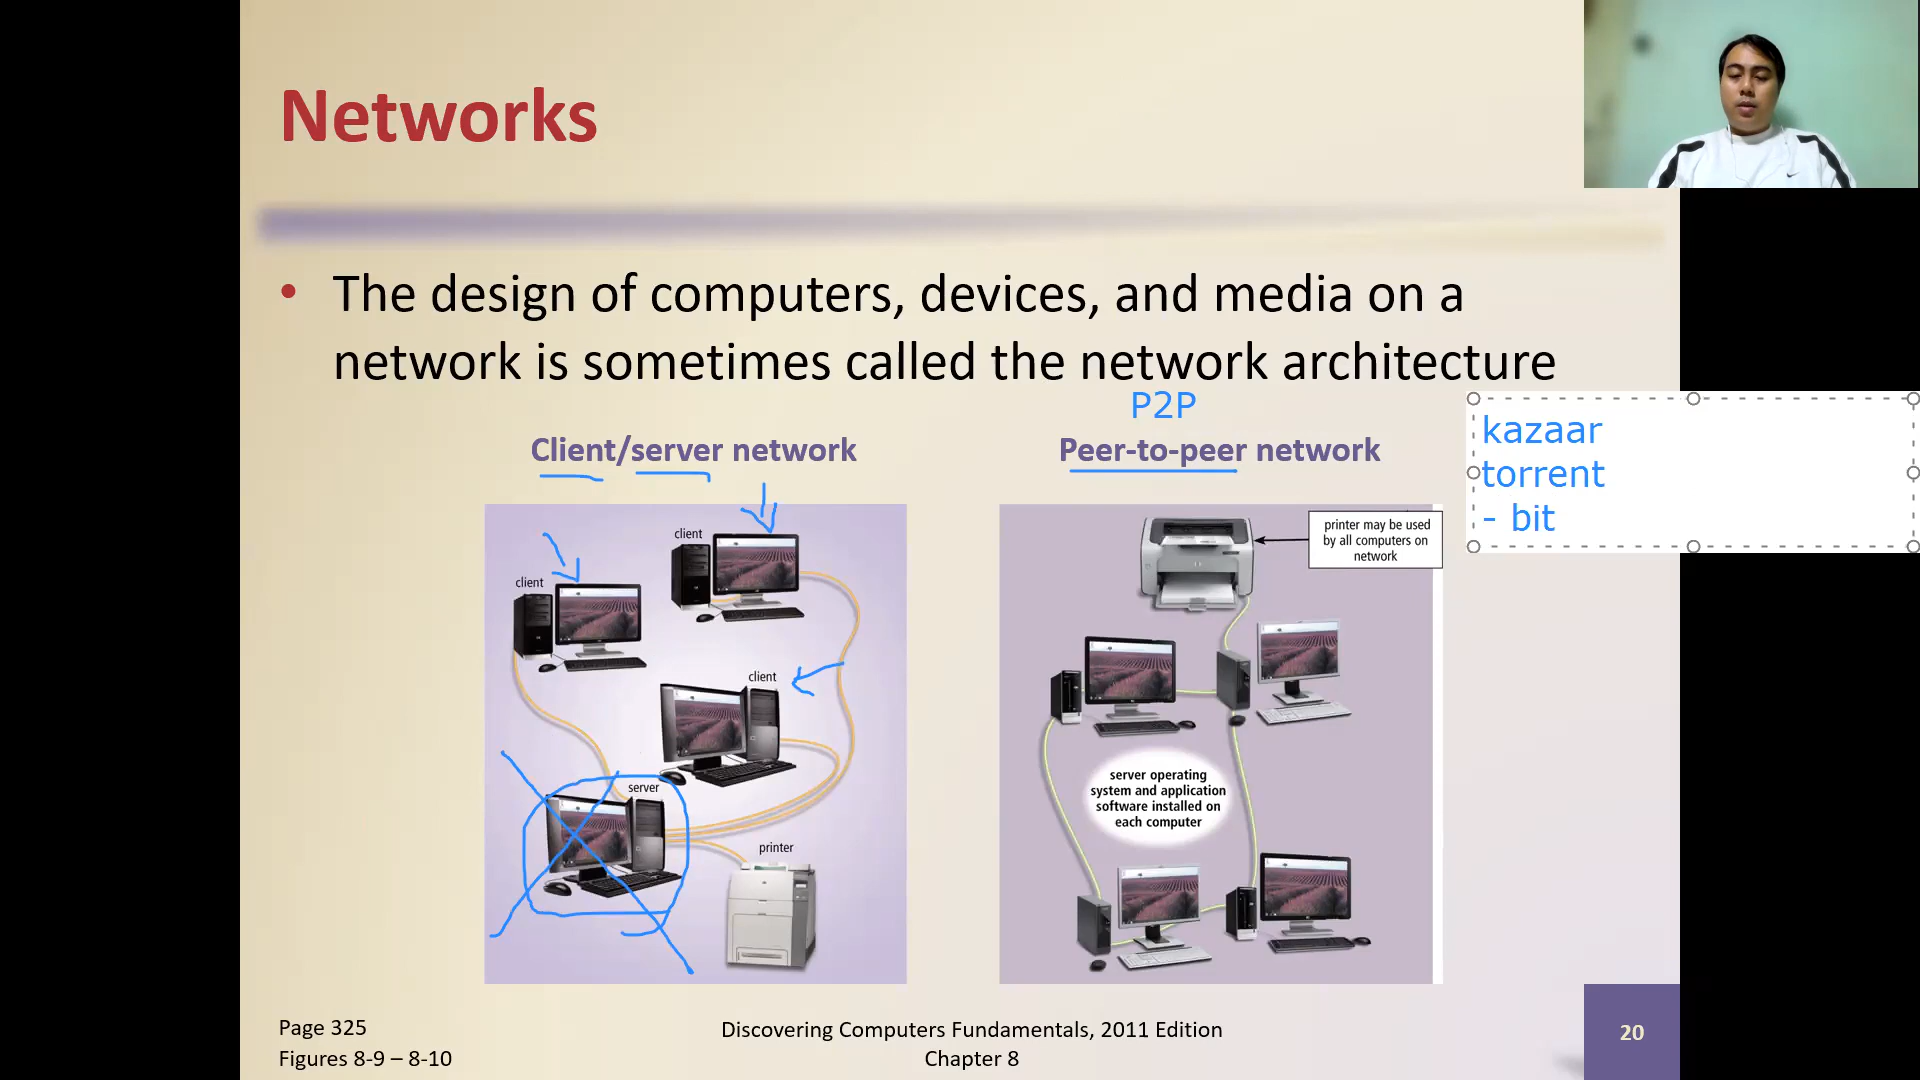 Networks
• The design of computers, devices, and media on a
network is sometimes called the network architecture
P2P
Client/server network
Peer-to-peer network
kazaar
torrent
- bit
client
client
client
server
printer
printer may be used
by all computers on
network
server operating
system and application
software installed on
each computer
Page 325
Figures 8-9 – 8-10
Discovering Computers Fundamentals, 2011 Edition
Chapter 8
20